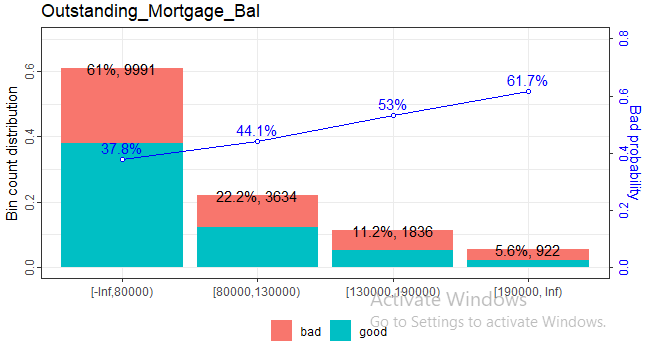 Outstanding_Mortgage_Bal
Bin count distribution
0.6
0.4
0.2
0.0
61%, 9991
22.2%, 3634
11.2%, 1836
5.6%, 922
37.8%
44.1%
53%
61.7%
0.8
0.6
0.4
0.2
0.0
Bad probability
[-Inf,80000)
[80000,130000)
[130000,190000)
[190000, Inf)
bad
good
Activate Windows
Go to Settings to activate Windows.